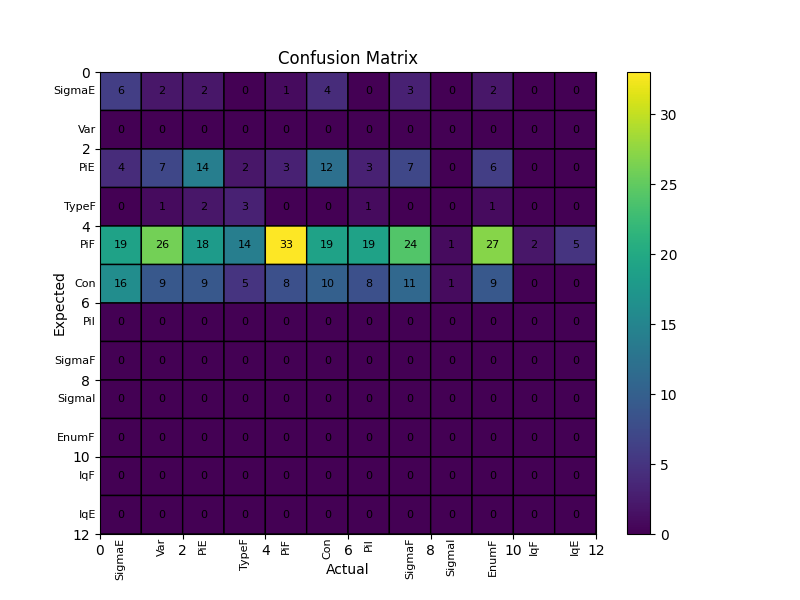 Confusion Matrix
0
SigmaE 6 2 2 0 1 4 0 3 0 2 0 0
Var 0 0 0 0 0 0 0 0 0 0 0 0
2
PiE 4 7 14 2 3 12 3 7 0 6 0 0
TypeF 0 1 2 3 0 0 1 0 0 1 0 0
4
PiF 19 26 18 14 33 19 19 24 1 27 2 5
Con 16 9 9 5 8 10 8 11 1 9 0 0
6
PiI 0 0 0 0 0 0 0 0 0 0 0 0
SigmaF 0 0 0 0 0 0 0 0 0 0 0 0
8
SigmaI 0 0 0 0 0 0 0 0 0 0 0 0
EnumF 0 0 0 0 0 0 0 0 0 0 0 0
10
IqF 0 0 0 0 0 0 0 0 0 0 0 0
IqE 0 0 0 0 0 0 0 0 0 0 0 0
12
Expected
0 2 4 6 8 10 12
SigmaE Var PiE TypeF PiF Con PiI SigmaF SigmaI EnumF IqF IqE
Actual
30
25
20
15
10
5
0